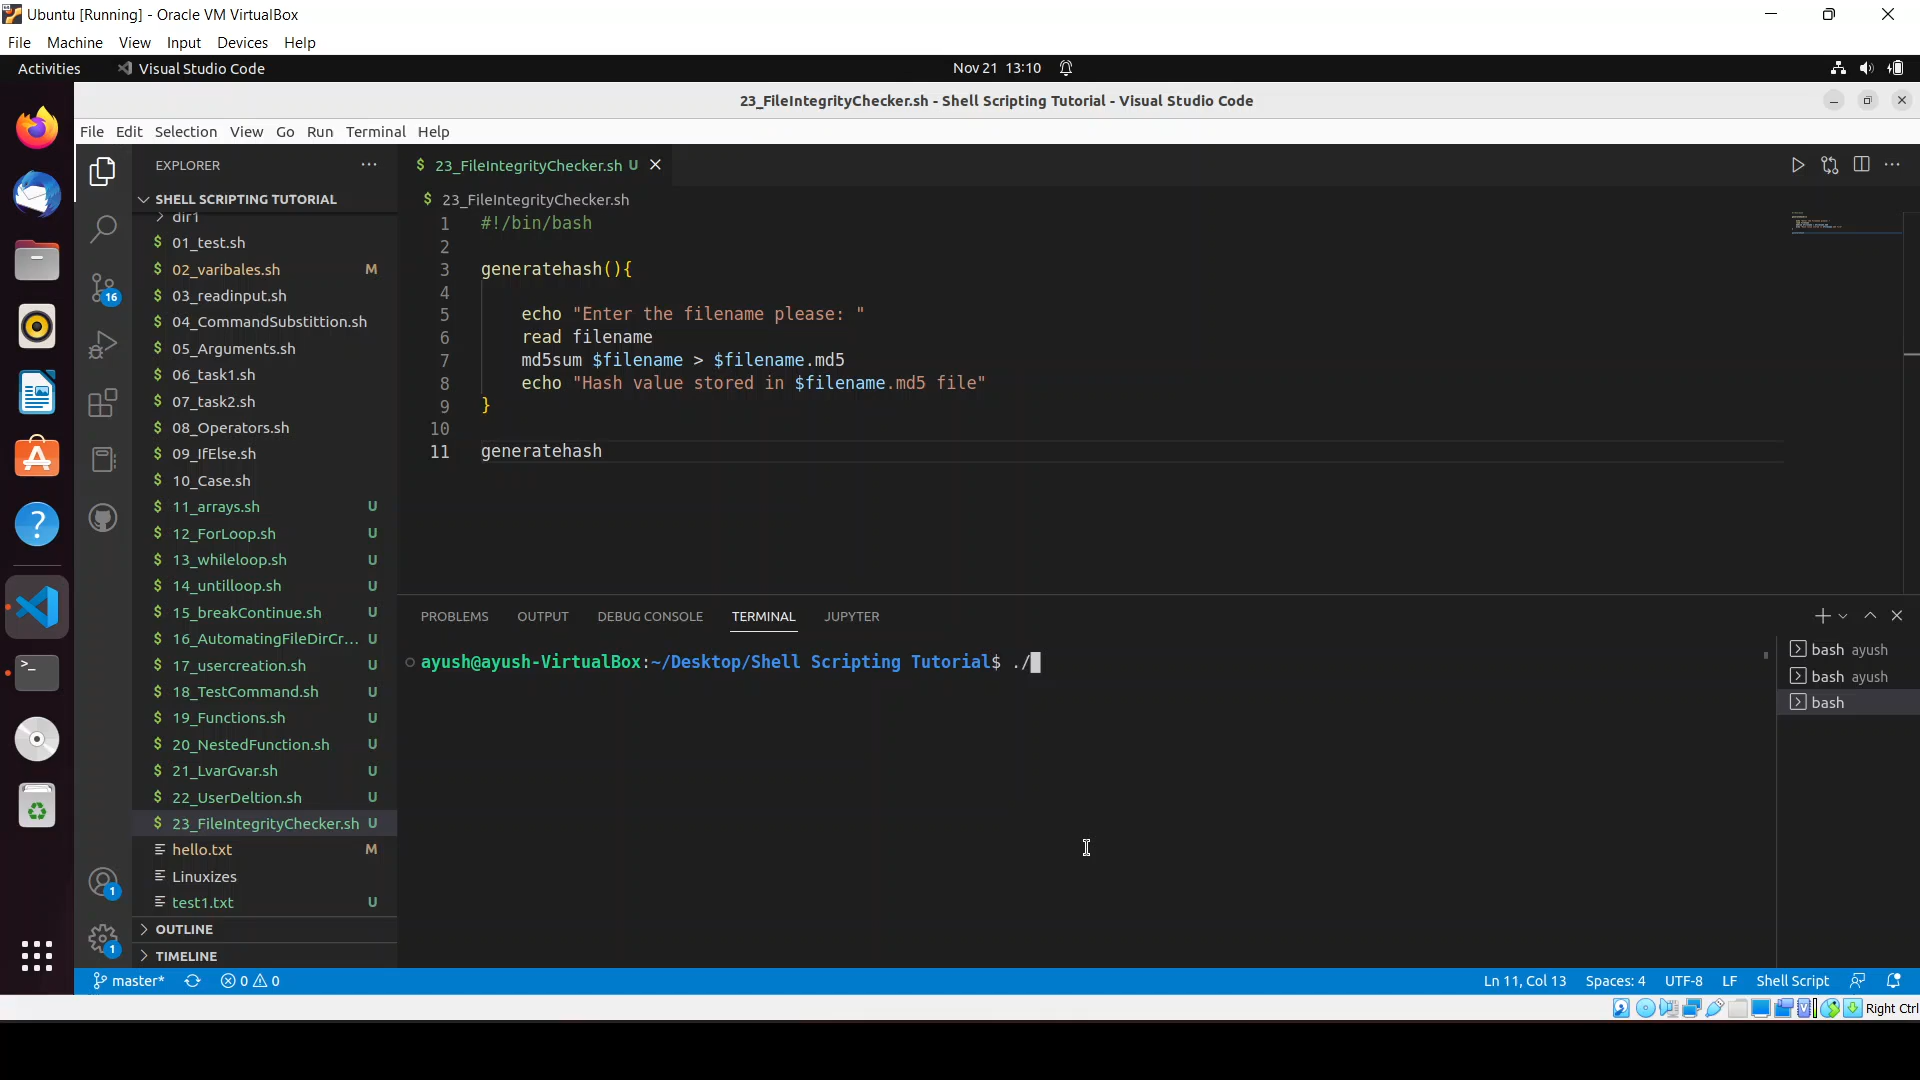 Ubuntu [Running] - Oracle VM VirtualBox
File Machine View Input Devices Help
Activities Visual Studio Code Nov 21 13:10
23_FileIntegrityChecker.sh - Shell Scripting Tutorial - Visual Studio Code
File Edit Selection View Go Run Terminal Help
EXPLORER
SHELL SCRIPTING TUTORIAL
dir1
$ 01_test.sh
$ 02_varibales.sh M
$ 03_readinput.sh
$ 04_CommandSubstittion.sh
$ 05_Arguments.sh
$ 06_task1.sh
$ 07_task2.sh
$ 08_Operators.sh
$ 09_IfElse.sh
$ 10_Case.sh
$ 11_arrays.sh U
$ 12_ForLoop.sh U
$ 13_whileloop.sh U
$ 14_untilloop.sh U
$ 15_breakContinue.sh U
$ 16_AutomatingFileDirCr... U
$ 17_usercreation.sh U
$ 18_TestCommand.sh U
$ 19_Functions.sh U
$ 20_NestedFunction.sh U
$ 21_LvarGvar.sh U
$ 22_UserDeltion.sh U
$ 23_FileIntegrityChecker.sh U
hello.txt M
Linuxizes
test1.txt U
OUTLINE
TIMELINE
16
1
1
$ 23_FileIntegrityChecker.sh U
$ 23_FileIntegrityChecker.sh
1 #!/bin/bash
2
3 generatehash(){
4
5 echo "Enter the filename please: "
6 read filename
7 md5sum $filename > $filename.md5
8 echo "Hash value stored in $filename.md5 file"
9 }
10
11 generatehash
PROBLEMS OUTPUT DEBUG CONSOLE TERMINAL JUPYTER
ayush@ayush-VirtualBox:~/Desktop/Shell Scripting Tutorial$ ./
bash ayush
bash ayush
bash
master* 0 0 Ln 11, Col 13 Spaces: 4 UTF-8 LF Shell Script
Right Ctrl